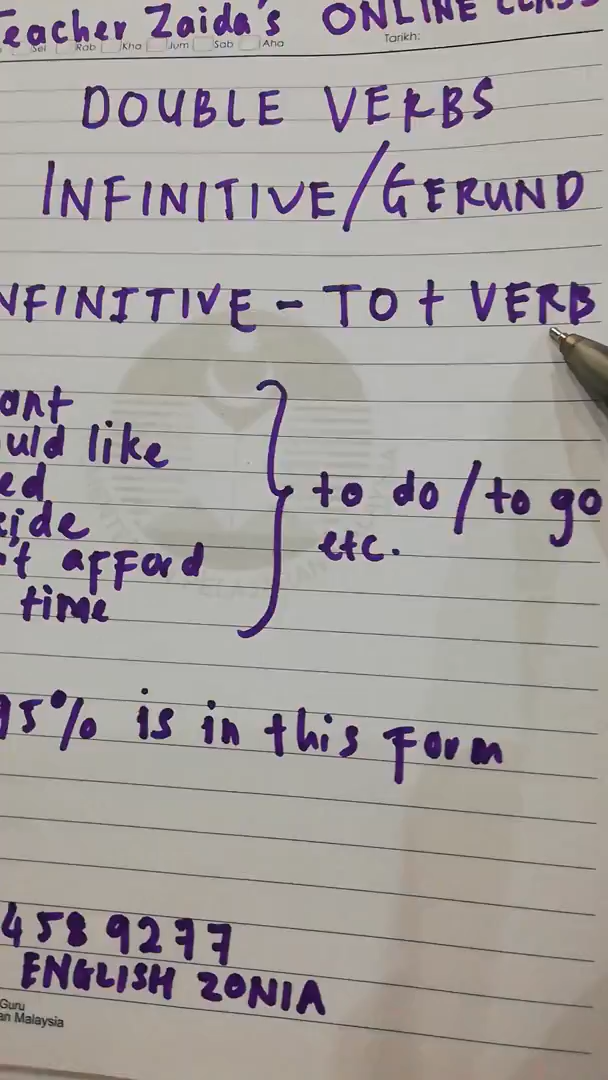 Teacher Zaida's ONLINE CLASS
Sel Rab Kha Jum Sab Aha Tarikh:
DOUBLE VERBS
INFINITIVE/GERUND
NFINITIVE - TO + VERB
ant
uld like
ed
cide
't afford
time
to do / to go
etc.
95% is in this form
4589277
ENGLISH ZONIA
Guru
an Malaysia